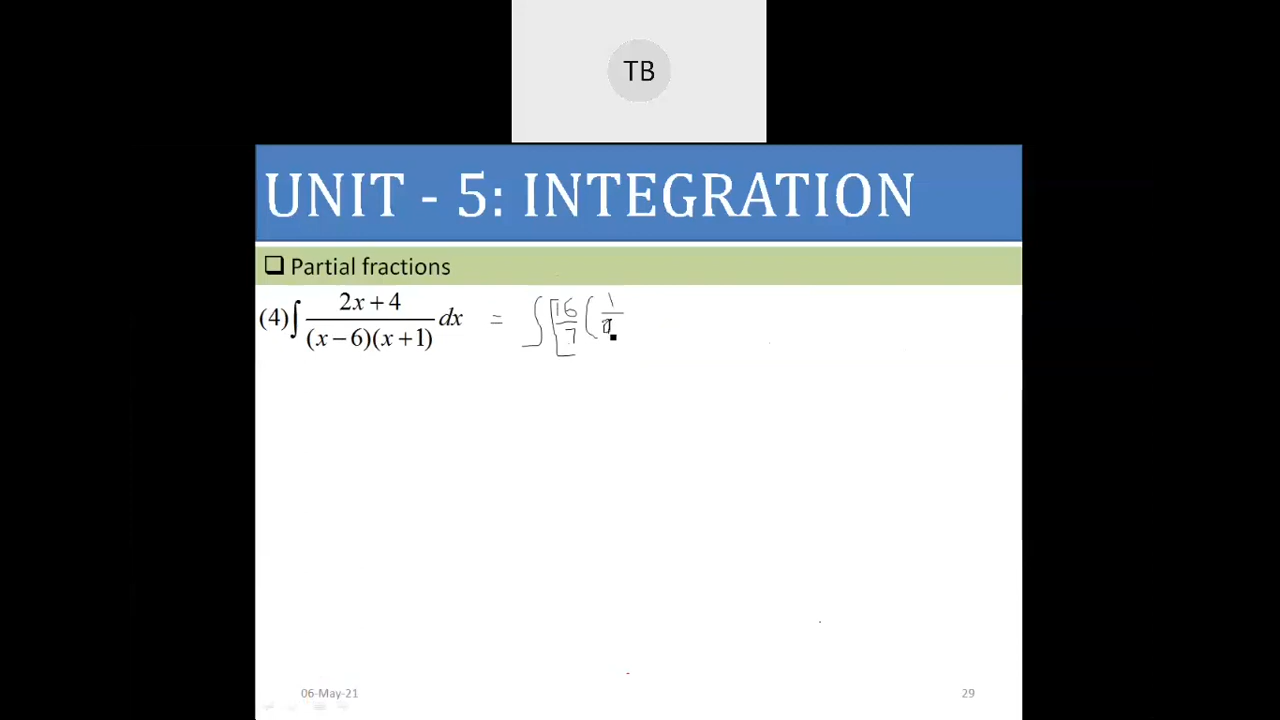 TB
UNIT - 5: INTEGRATION
❑ Partial fractions
(4)∫ 2x + 4 / (x − 6)(x + 1) dx = ∫ [ 16/7 ( 1/
06-May-21
29